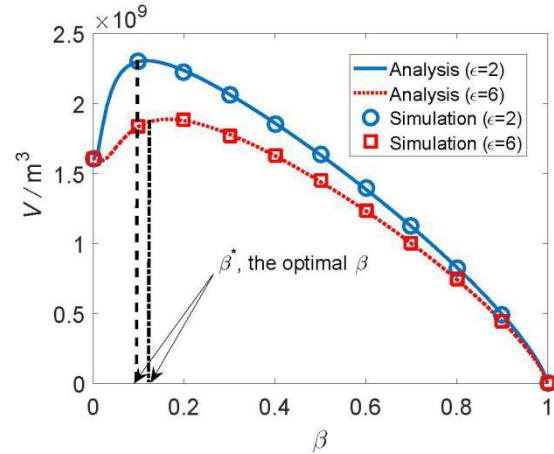 ×10⁹
2.5
2
1.5
1
0.5
0
V / m³
Analysis (ϵ=2)
Analysis (ϵ=6)
Simulation (ϵ=2)
Simulation (ϵ=6)
β*, the optimal β
0 0.2 0.4 0.6 0.8 1
β